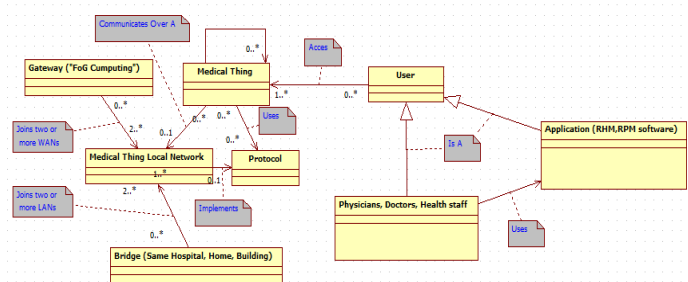 Communicates Over A
0..*
Acces
Gateway ("FoG Cumputing")
Medical Thing
User
1..*
0..*
0..*
0..*
0..*
Uses
Joins two or
more WANs
2..*
0..1
0..*
Application (RHM,RPM software)
Is A
Medical Thing Local Network
Protocol
1..*
0..1
2..*
Joins two or
more LANs
Implements
Physicians, Doctors, Health staff
Uses
0..*
Bridge (Same Hospital, Home, Building)